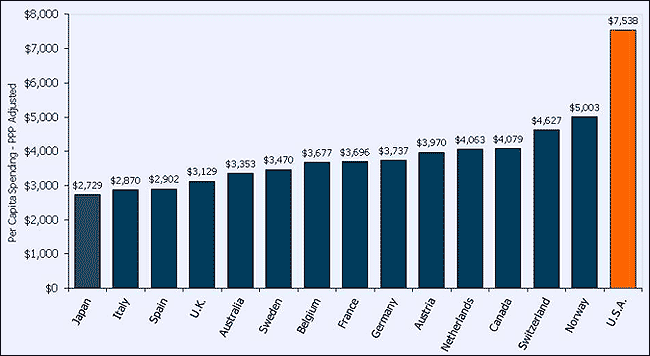 $8,000
$7,000
$6,000
$5,000
$4,000
$3,000
$2,000
$1,000
$0
Per Capita Spending - PPP Adjusted
$2,729
$2,870
$2,902
$3,129
$3,353
$3,470
$3,677
$3,696
$3,737
$3,970
$4,063
$4,079
$4,627
$5,003
$7,538
Japan
Italy
Spain
U.K.
Australia
Sweden
Belgium
France
Germany
Austria
Netherlands
Canada
Switzerland
Norway
U.S.A.